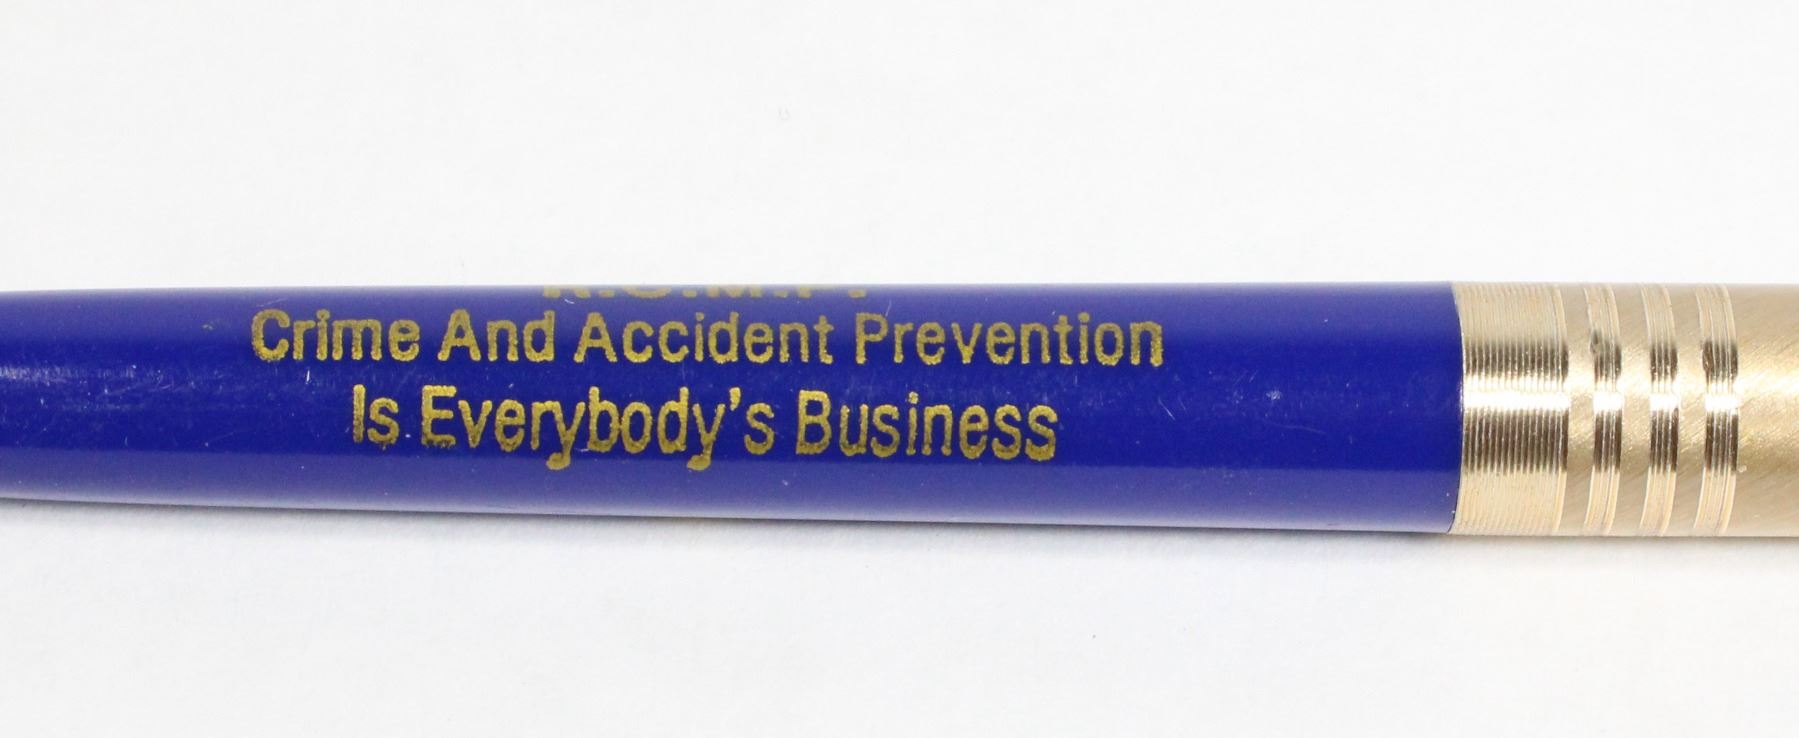 R.C.M.P.
Crime And Accident Prevention
Is Everybody's Business